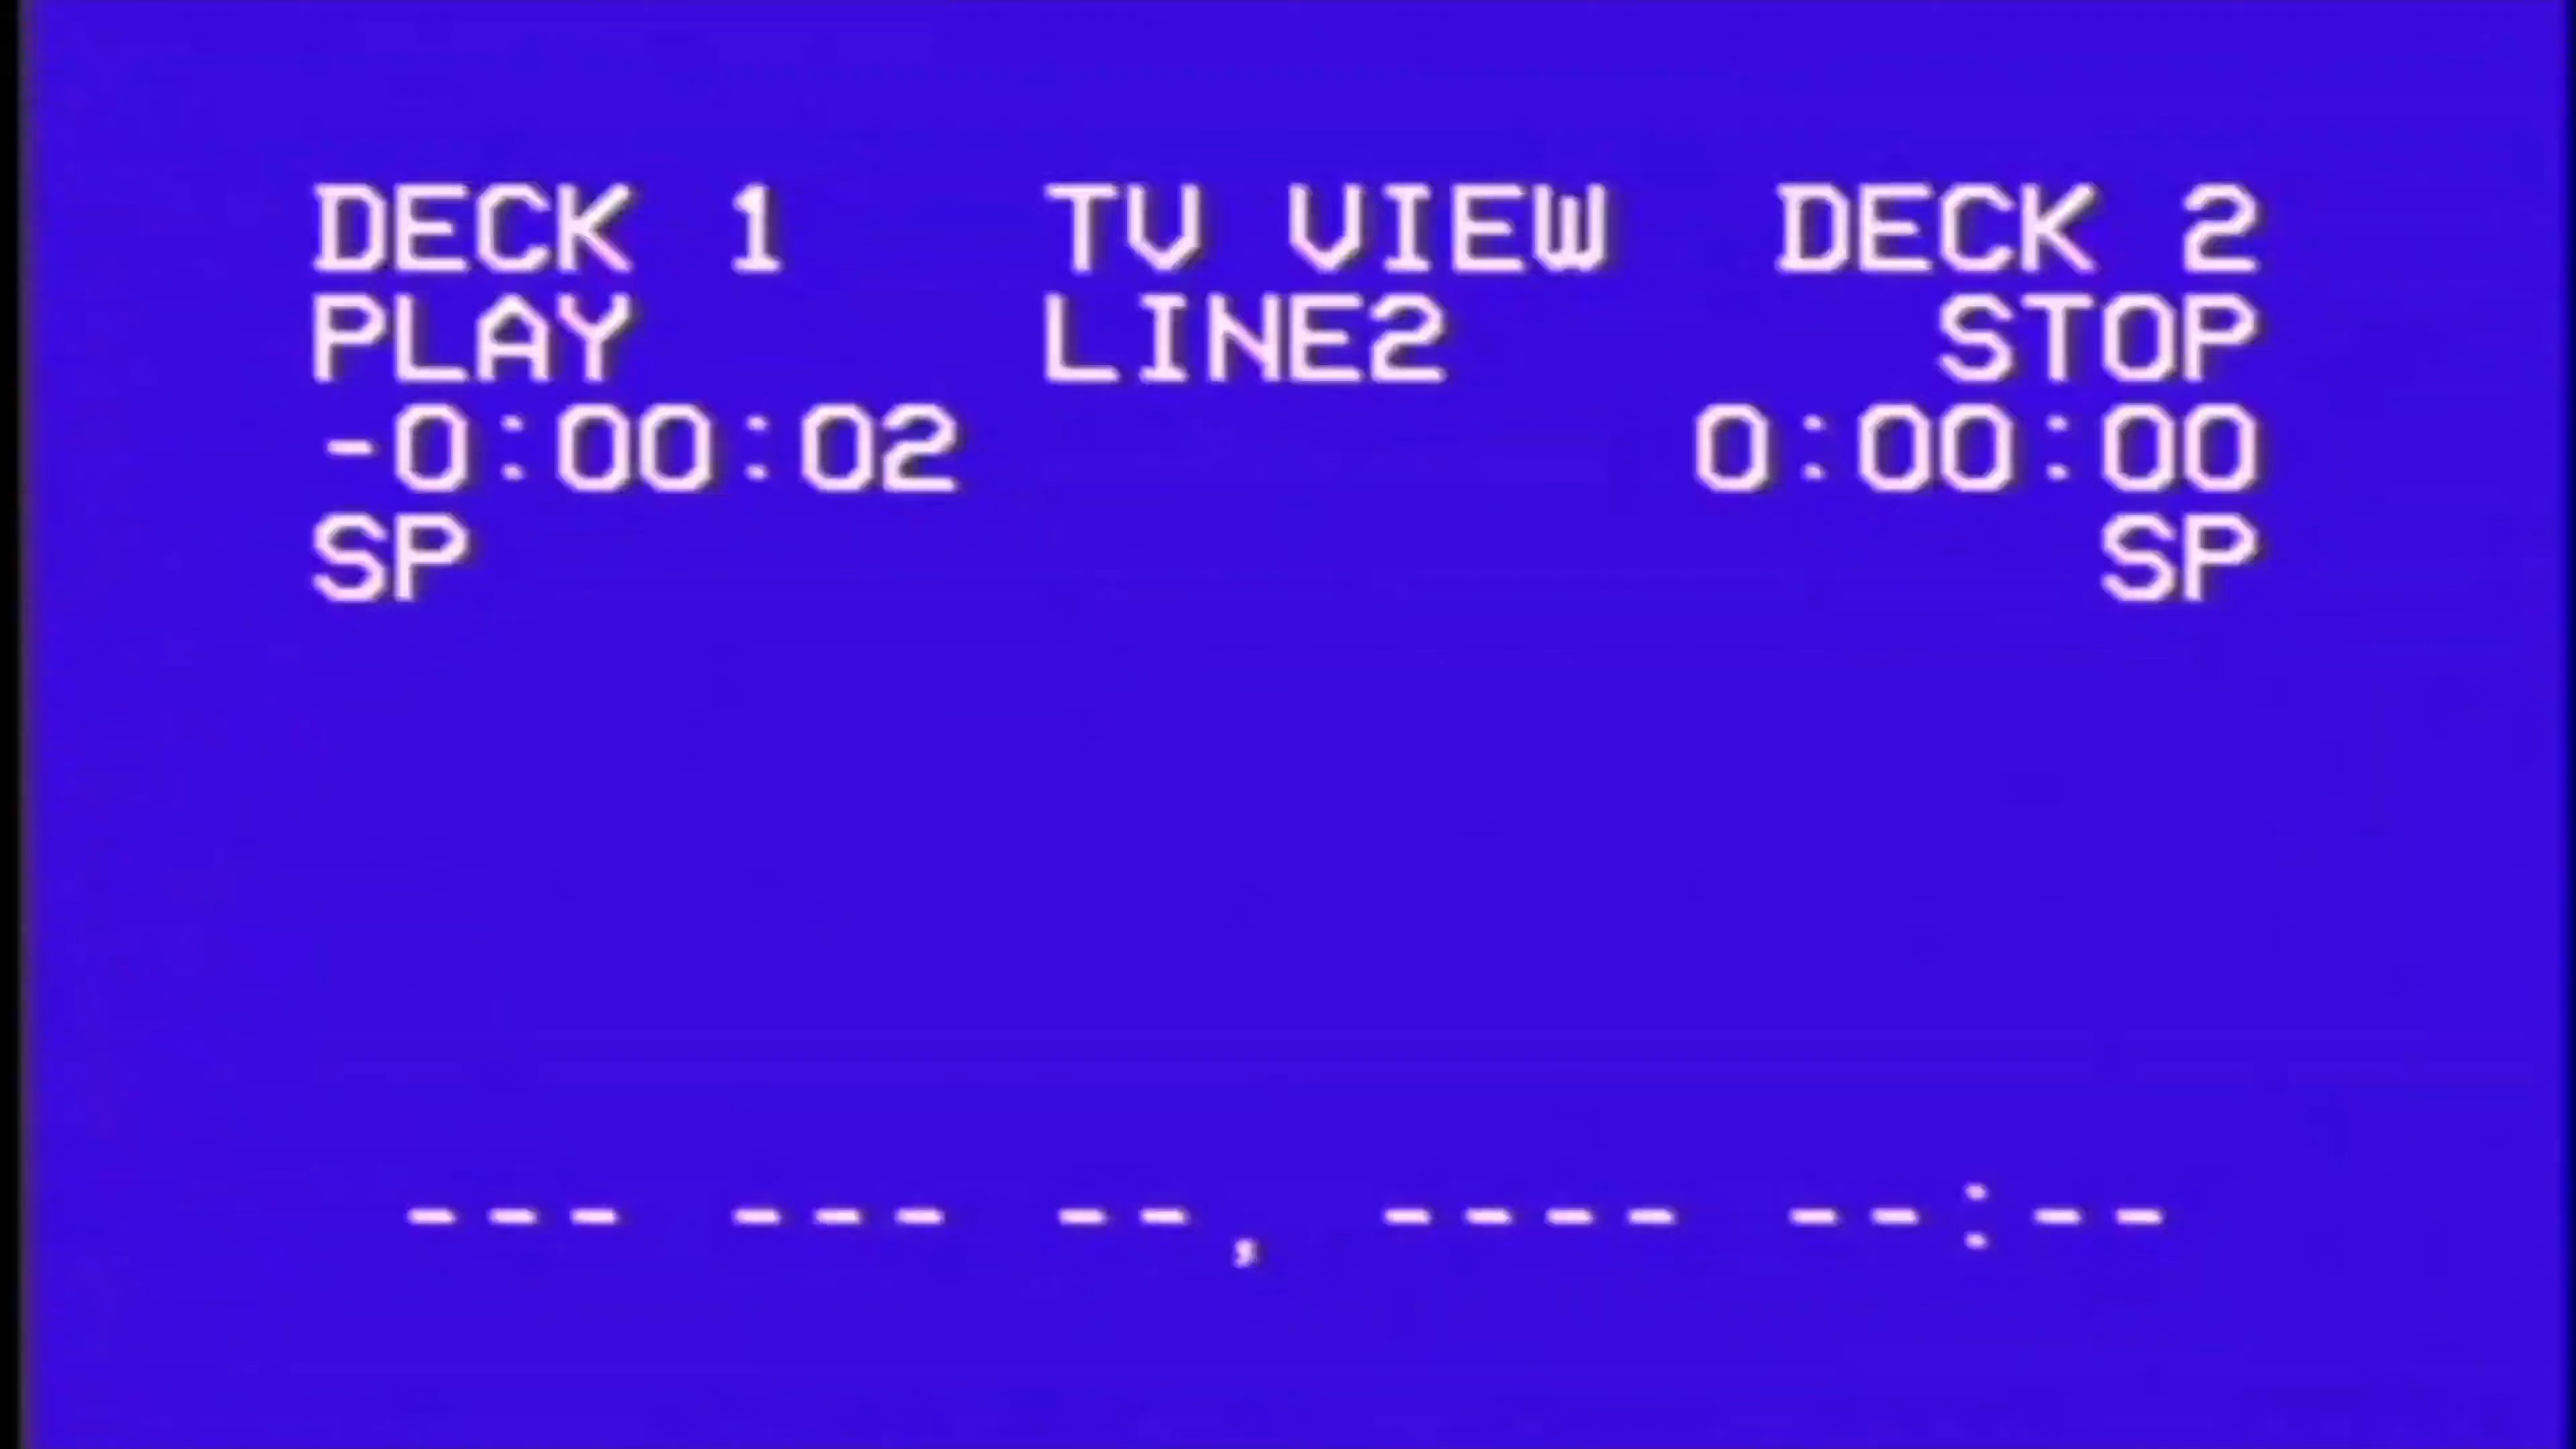 DECK 1 TV VIEW DECK 2
PLAY LINE2 STOP
-0:00:02 0:00:00
SP SP
--- --- --, ---- --:--